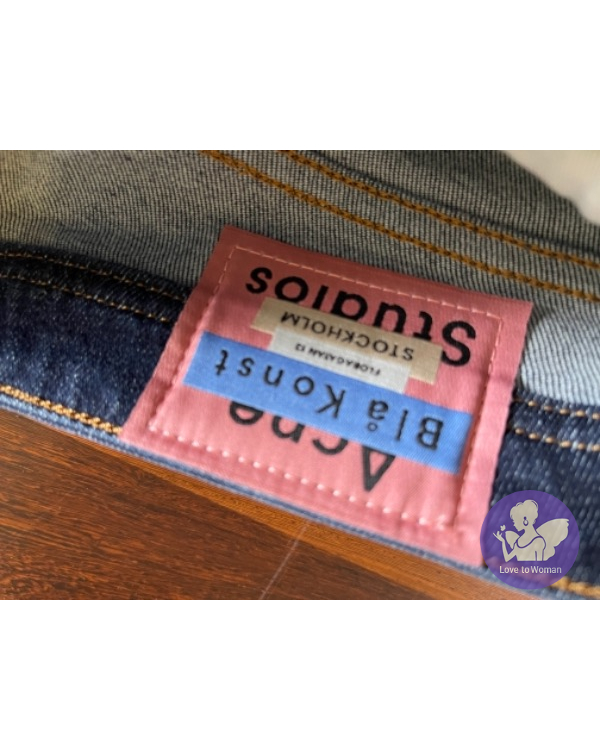 Acne
Blå Konst
FLORAGATAN 13
STOCKHOLM
Studios
Love to Woman